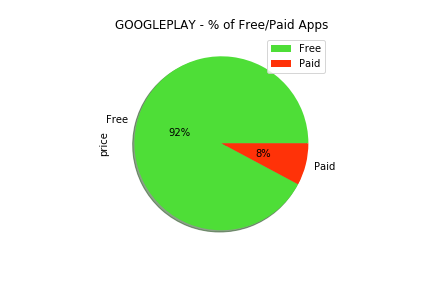 GOOGLEPLAY - % of Free/Paid Apps
Free
Paid
Free
92%
price
8%
Paid